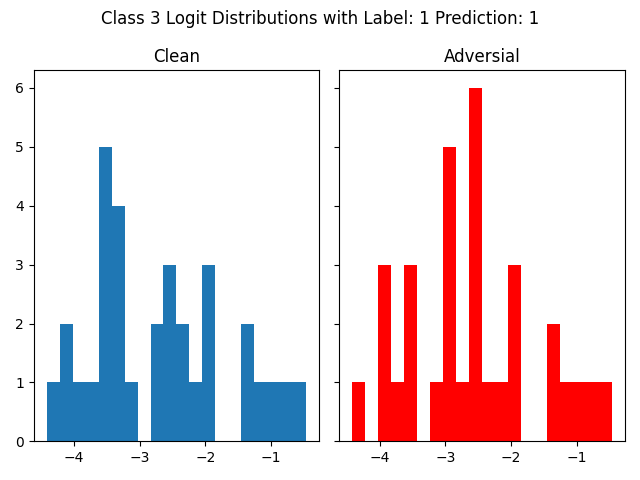 Class 3 Logit Distributions with Label: 1 Prediction: 1
Clean
Adversial
6
5
4
3
2
1
0
−4 −3 −2 −1
−4 −3 −2 −1